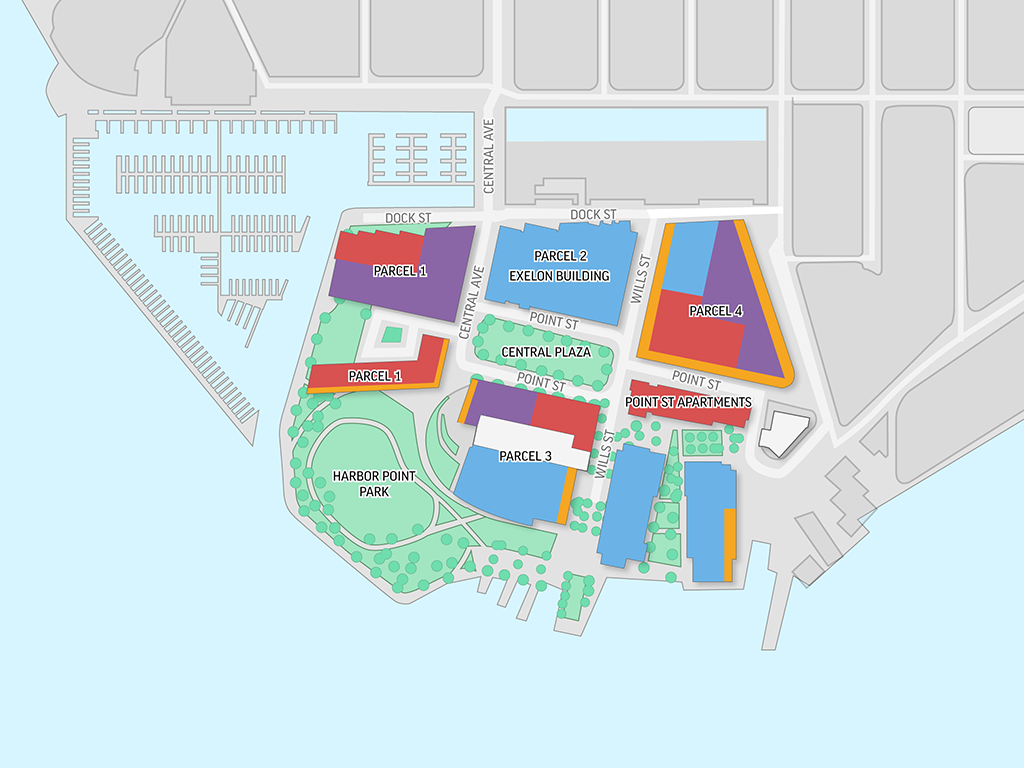 CENTRAL AVE
DOCK ST
DOCK ST
PARCEL 1
PARCEL 2
EXELON BUILDING
WILLS ST
PARCEL 4
CENTRAL AVE
POINT ST
CENTRAL PLAZA
PARCEL 1
POINT ST
POINT ST
POINT ST APARTMENTS
PARCEL 3
WILLS ST
HARBOR POINT
PARK